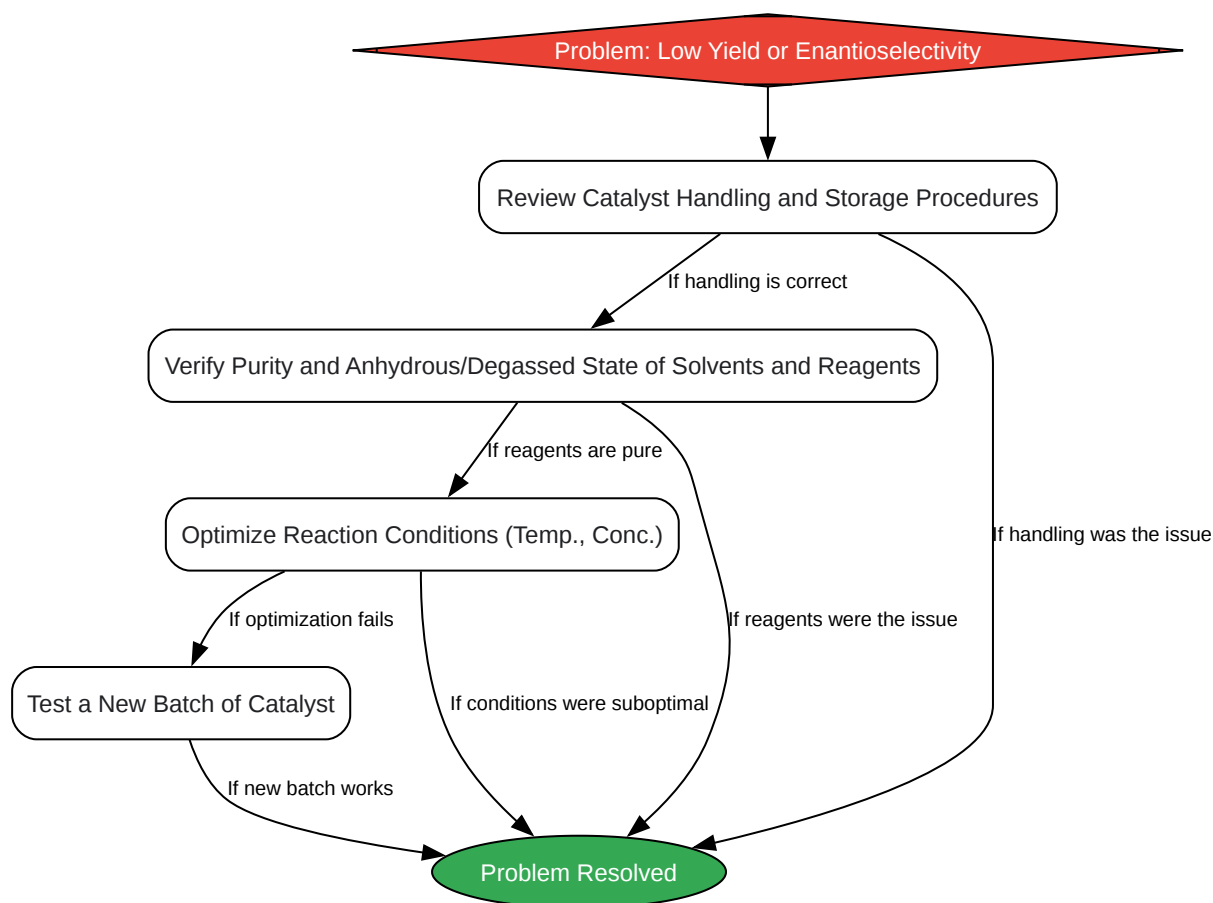 Problem: Low Yield or Enantioselectivity
Review Catalyst Handling and Storage Procedures
If handling is correct
Verify Purity and Anhydrous/Degassed State of Solvents and Reagents
If reagents are pure
Optimize Reaction Conditions (Temp., Conc.)
If handling was the issue
If optimization fails
If reagents were the issue
Test a New Batch of Catalyst
If conditions were suboptimal
If new batch works
Problem Resolved